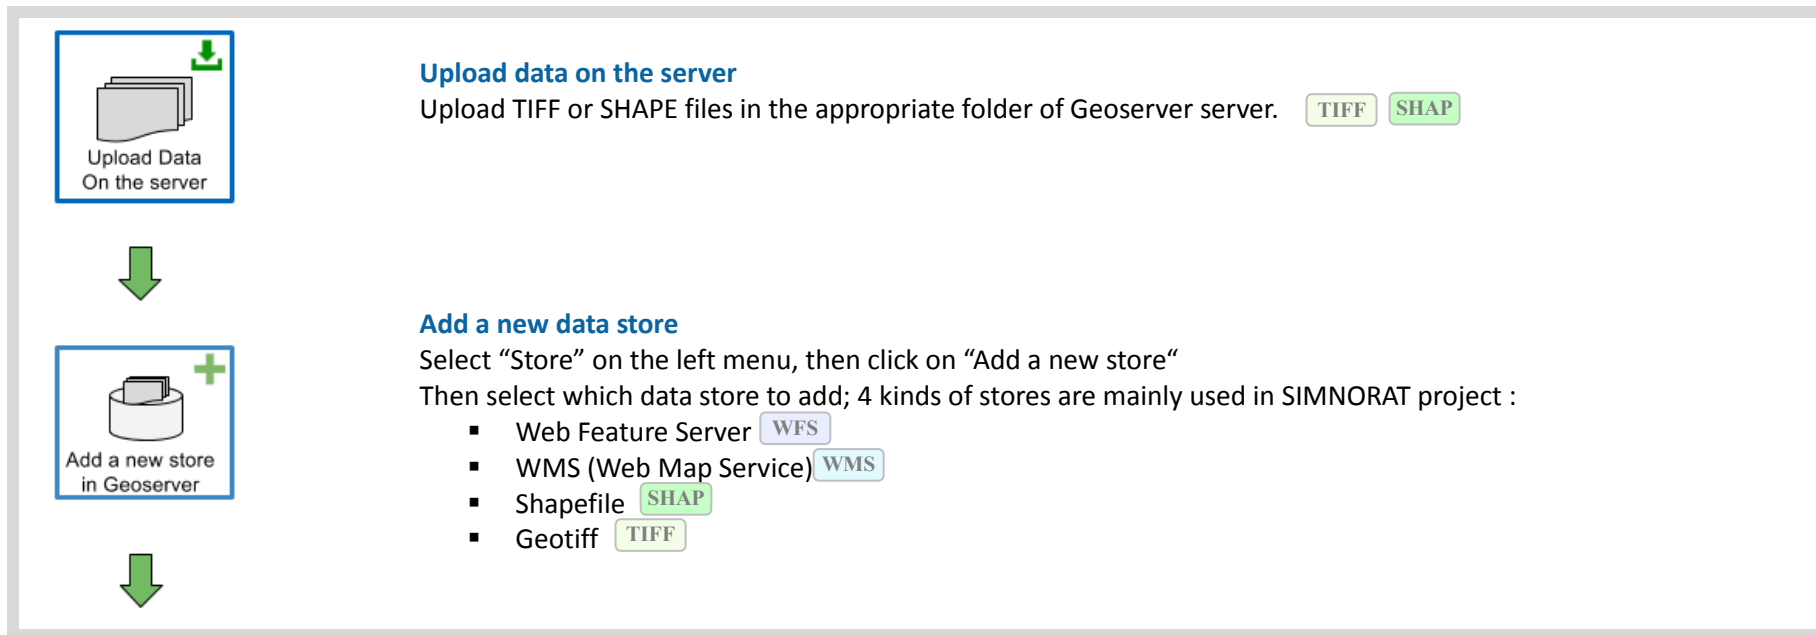 Upload Data
On the server
Upload data on the server
Upload TIFF or SHAPE files in the appropriate folder of Geoserver server. TIFF SHAP
Add a new store
in Geoserver
Add a new data store
Select “Store” on the left menu, then click on “Add a new store“
Then select which data store to add; 4 kinds of stores are mainly used in SIMNORAT project :
▪ Web Feature Server WFS
▪ WMS (Web Map Service) WMS
▪ Shapefile SHAP
▪ Geotiff TIFF